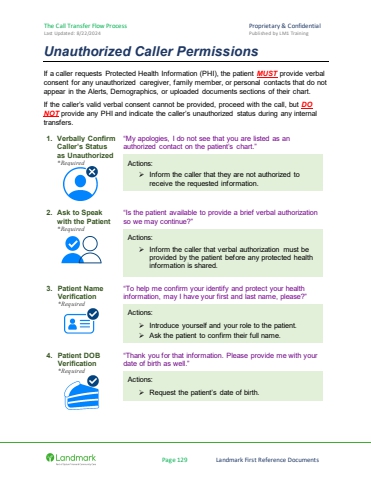 The Call Transfer Flow Process
Proprietary & Confidential
Last Updated: 8/22/2024
Published by LMK Training
Unauthorized Caller Permissions
If a caller requests Protected Health Information (PHI), the patient MUST provide verbal
consent for any unauthorized caregiver, family member, or personal contacts that do not
appear in the Alerts, Demographics, or uploaded documents sections of their chart.
If the caller's valid verbal consent cannot be provided, proceed with the call, but DO
NOT provide any PHI and indicate the caller's unauthorized status during any internal
transfers.
1. Verbally Confirm
Caller's Status
as Unauthorized
*Required
"My apologies, I do not see that you are listed as an
authorized contact on the patient's chart."
Actions:
➢ Inform the caller that they are not authorized to
receive the requested information.
2. Ask to Speak
with the Patient
*Required
"Is the patient available to provide a brief verbal authorization
so we may continue?"
Actions:
➢ Inform the caller that verbal authorization must be
provided by the patient before any protected health
information is shared.
3. Patient Name
Verification
*Required
"To help me confirm your identify and protect your health
information, may I have your first and last name, please?"
Actions:
➢ Introduce yourself and your role to the patient.
➢ Ask the patient to confirm their full name.
4. Patient DOB
Verification
*Required
"Thank you for that information. Please provide me with your
date of birth as well."
Actions:
➢ Request the patient's date of birth.
Landmark
Page 129
Landmark First Reference Documents